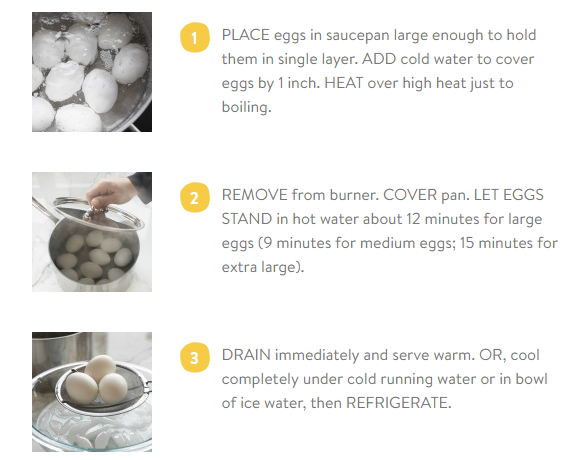 1
PLACE eggs in saucepan large enough to hold
them in single layer. ADD cold water to cover
eggs by 1 inch. HEAT over high heat just to
boiling.
2
REMOVE from burner. COVER pan. LET EGGS
STAND in hot water about 12 minutes for large
eggs (9 minutes for medium eggs; 15 minutes for
extra large).
3
DRAIN immediately and serve warm. OR, cool
completely under cold running water or in bowl
of ice water, then REFRIGERATE.